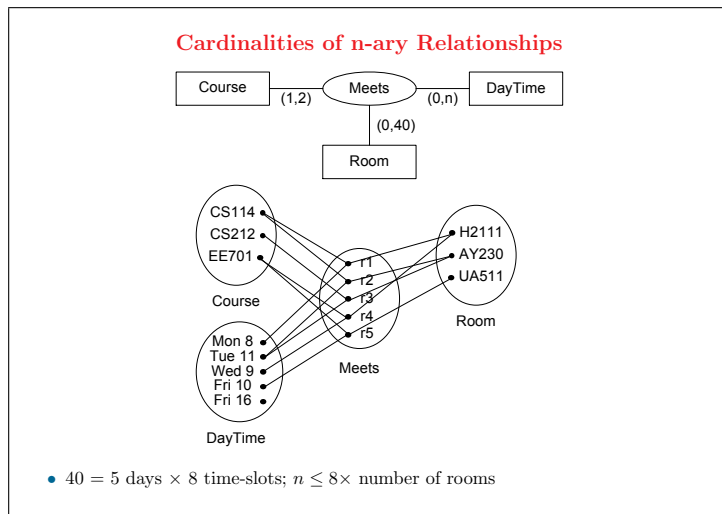 Cardinalities of n-ary Relationships
Course
Meets
DayTime
(1,2)
(0,n)
(0,40)
Room
CS114
CS212
EE701
Course
H2111
AY230
UA511
Room
r1
r2
r3
r4
r5
Meets
Mon 8
Tue 11
Wed 9
Fri 10
Fri 16
DayTime
• 40 = 5 days × 8 time-slots; n ≤ 8× number of rooms